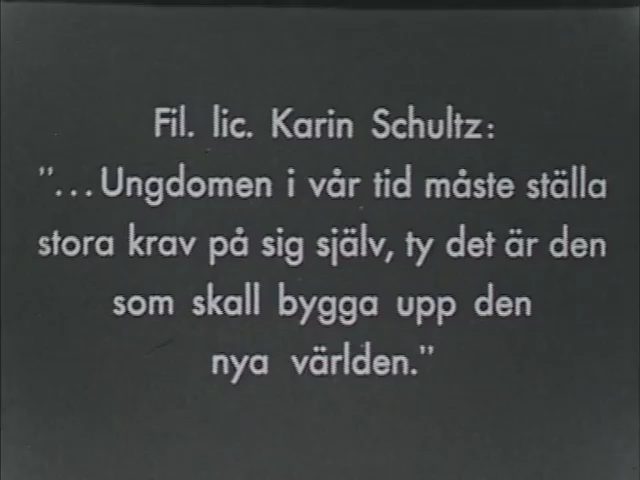 Fil. lic. Karin Schultz:
"...Ungdomen i vår tid måste ställa
stora krav på sig själv, ty det är den
som skall bygga upp den
nya världen."